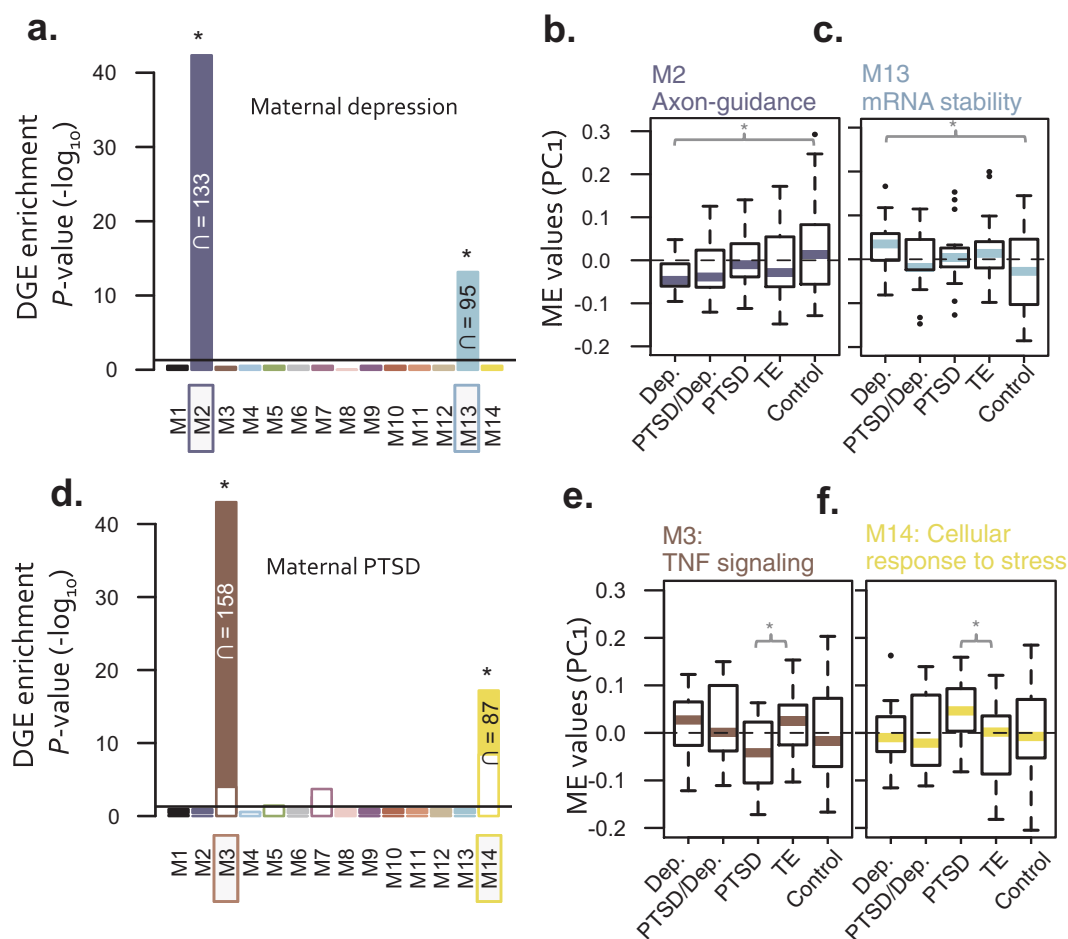 a.
DGE enrichment
P-value (-log10)
40
30
20
10
0
*
∩ = 133
Maternal depression
*
∩ = 95
M1
M2
M3
M4
M5
M6
M7
M8
M9
M10
M11
M12
M13
M14
b.
M2
Axon-guidance
ME values (PC1)
0.3
0.2
0.1
0.0
-0.1
-0.2
*
Dep.
PTSD/Dep.
PTSD
TE
Control
c.
M13
mRNA stability
*
Dep.
PTSD/Dep.
PTSD
TE
Control
d.
DGE enrichment
P-value (-log10)
40
30
20
10
0
*
∩ = 158
Maternal PTSD
*
∩ = 87
M1
M2
M3
M4
M5
M6
M7
M8
M9
M10
M11
M12
M13
M14
e.
M3:
TNF signaling
ME values (PC1)
0.3
0.2
0.1
0.0
-0.1
-0.2
*
Dep.
PTSD/Dep.
PTSD
TE
Control
f.
M14: Cellular
response to stress
*
Dep.
PTSD/Dep.
PTSD
TE
Control